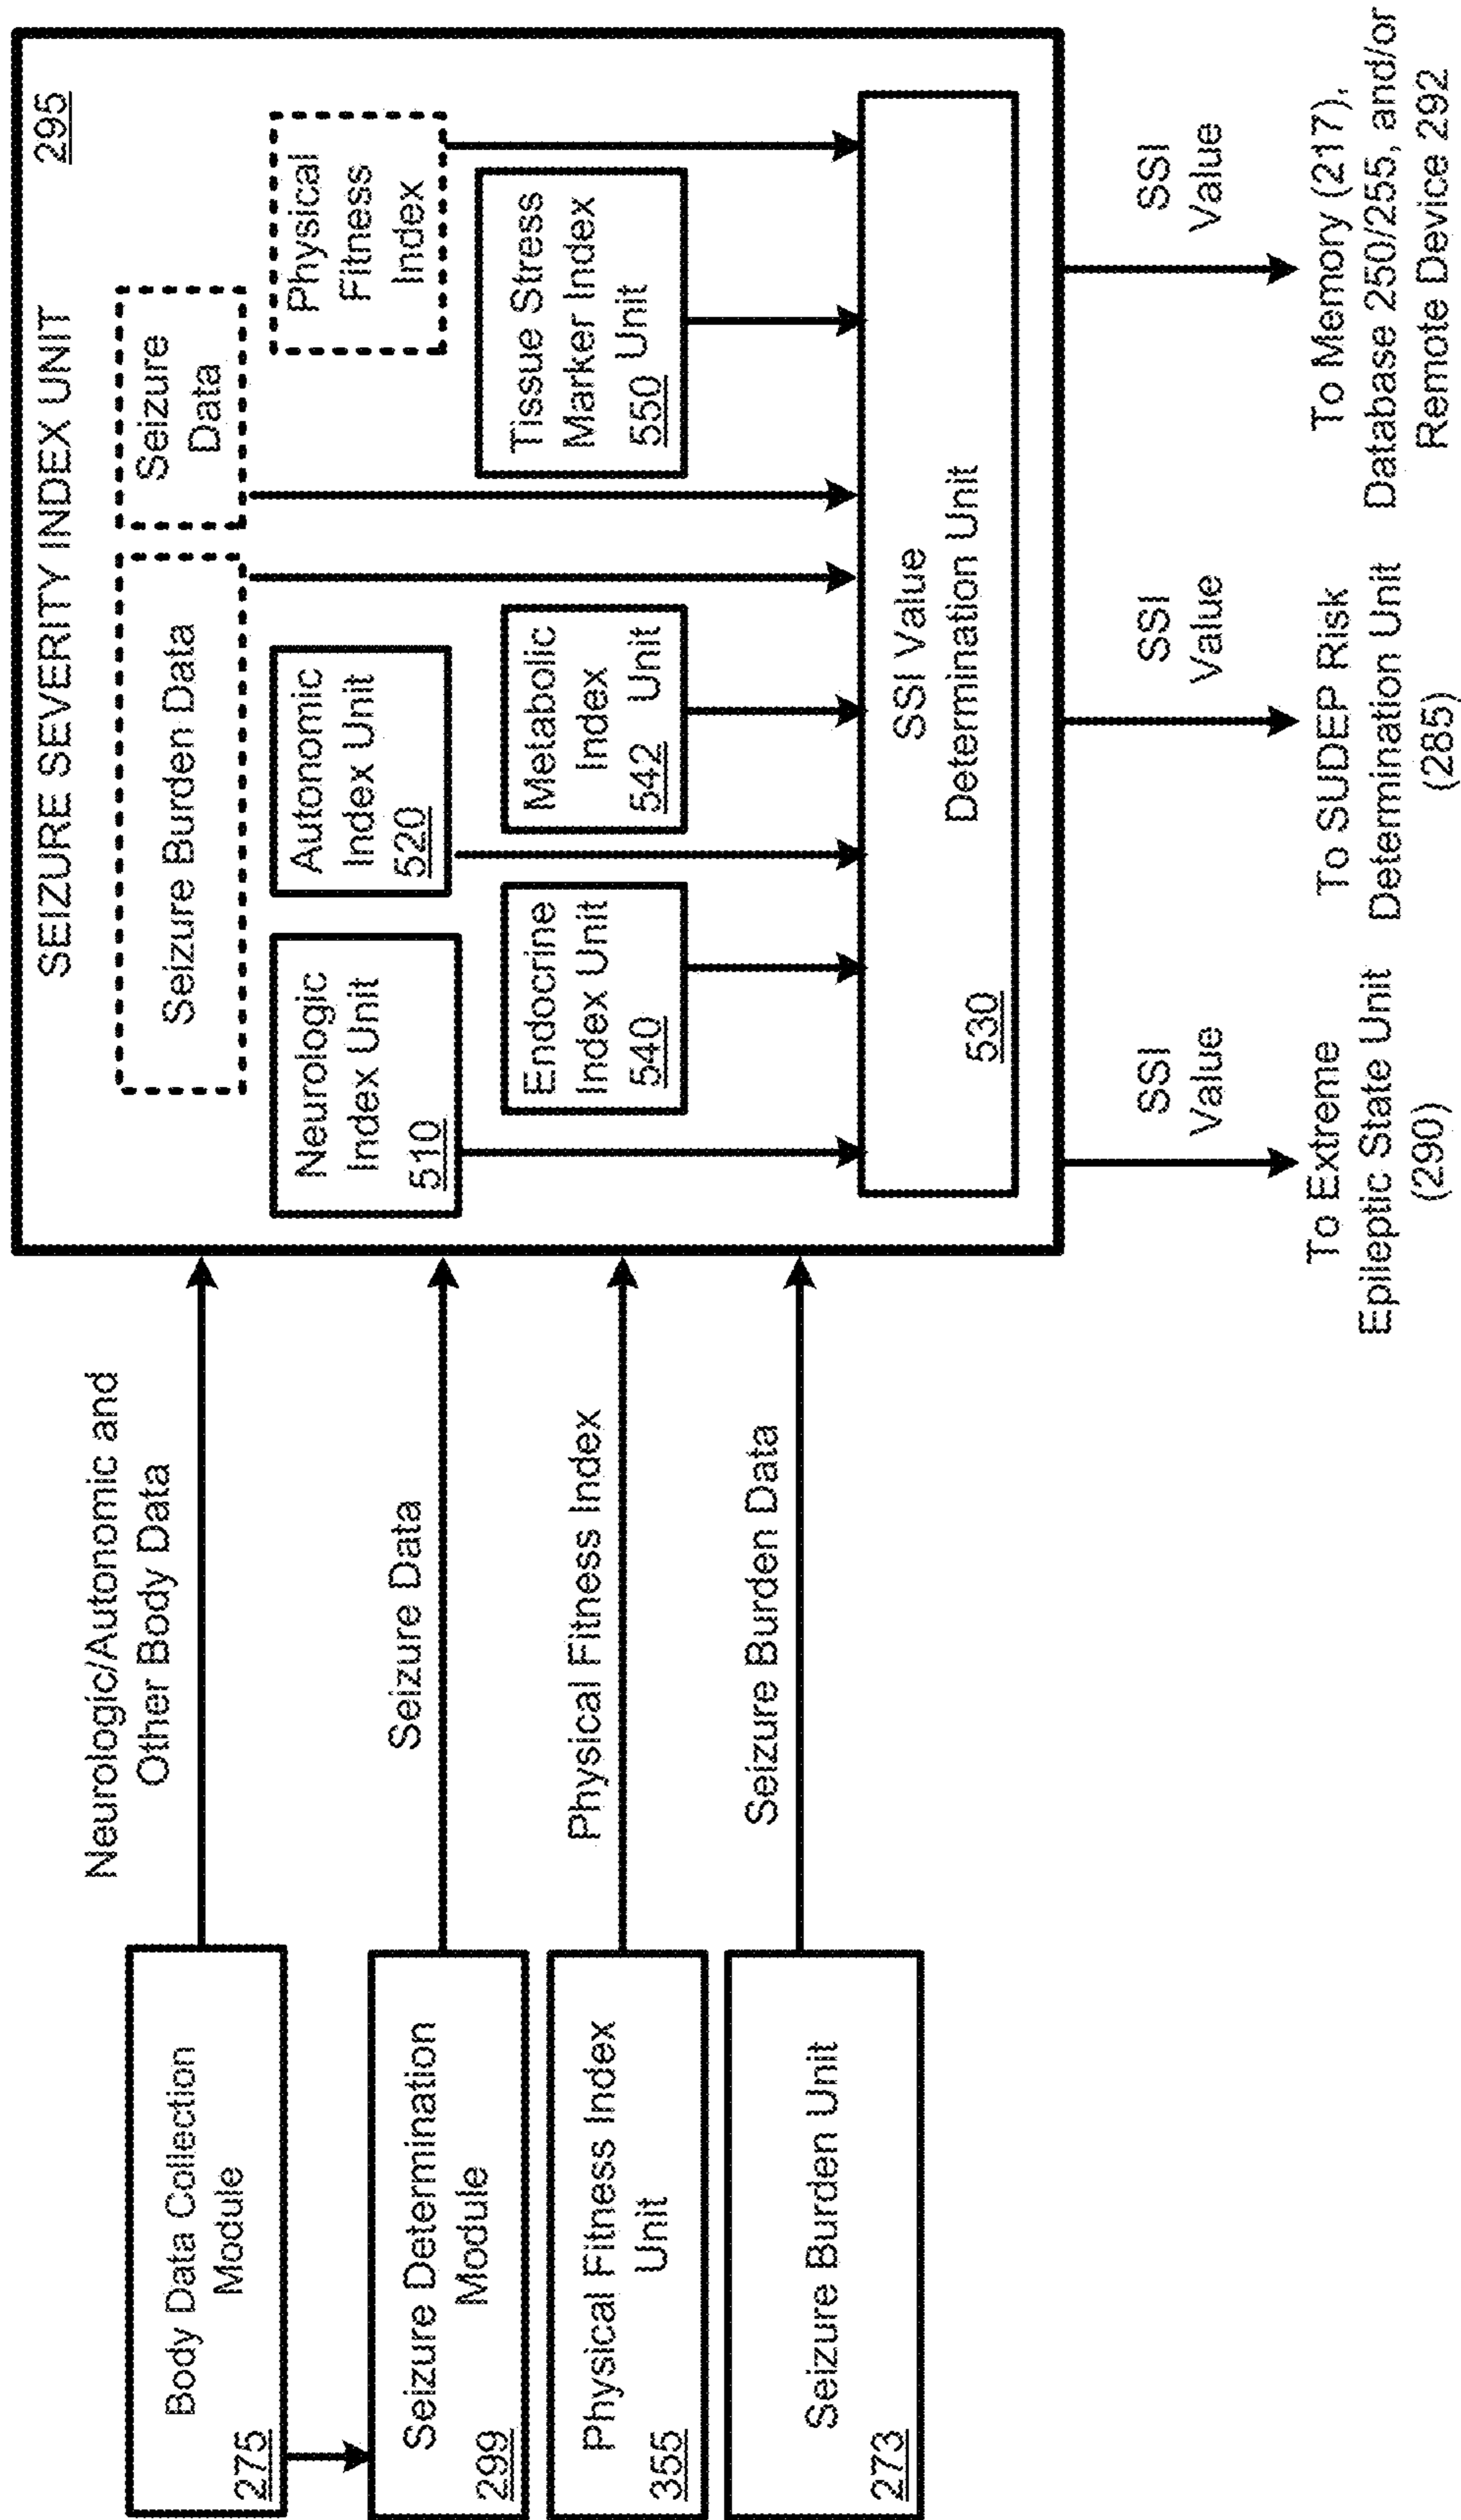 Body Data Collection
Module
275
Seizure Determination
Module
299
Physical Fitness Index
Unit
355
Seizure Burden Unit
273
Neurologic/Autonomic and
Other Body Data
Seizure Data
Physical Fitness Index
Seizure Burden Data
SEIZURE SEVERITY INDEX UNIT
295
Seizure Burden Data
Seizure
Data
Neurologic
Index Unit
510
Autonomic
Index Unit
520
Physical
Fitness
Index
Endocrine
Index Unit
540
Metabolic
Index
542 Unit
Tissue Stress
Marker Index
550 Unit
SSI Value
Determination Unit
530
SSI
Value
SSI
Value
SSI
Value
To Extreme
Epileptic State Unit
(290)
To SUDEP Risk
Determination Unit
(285)
To Memory (217),
Database 250/255, and/or
Remote Device 292